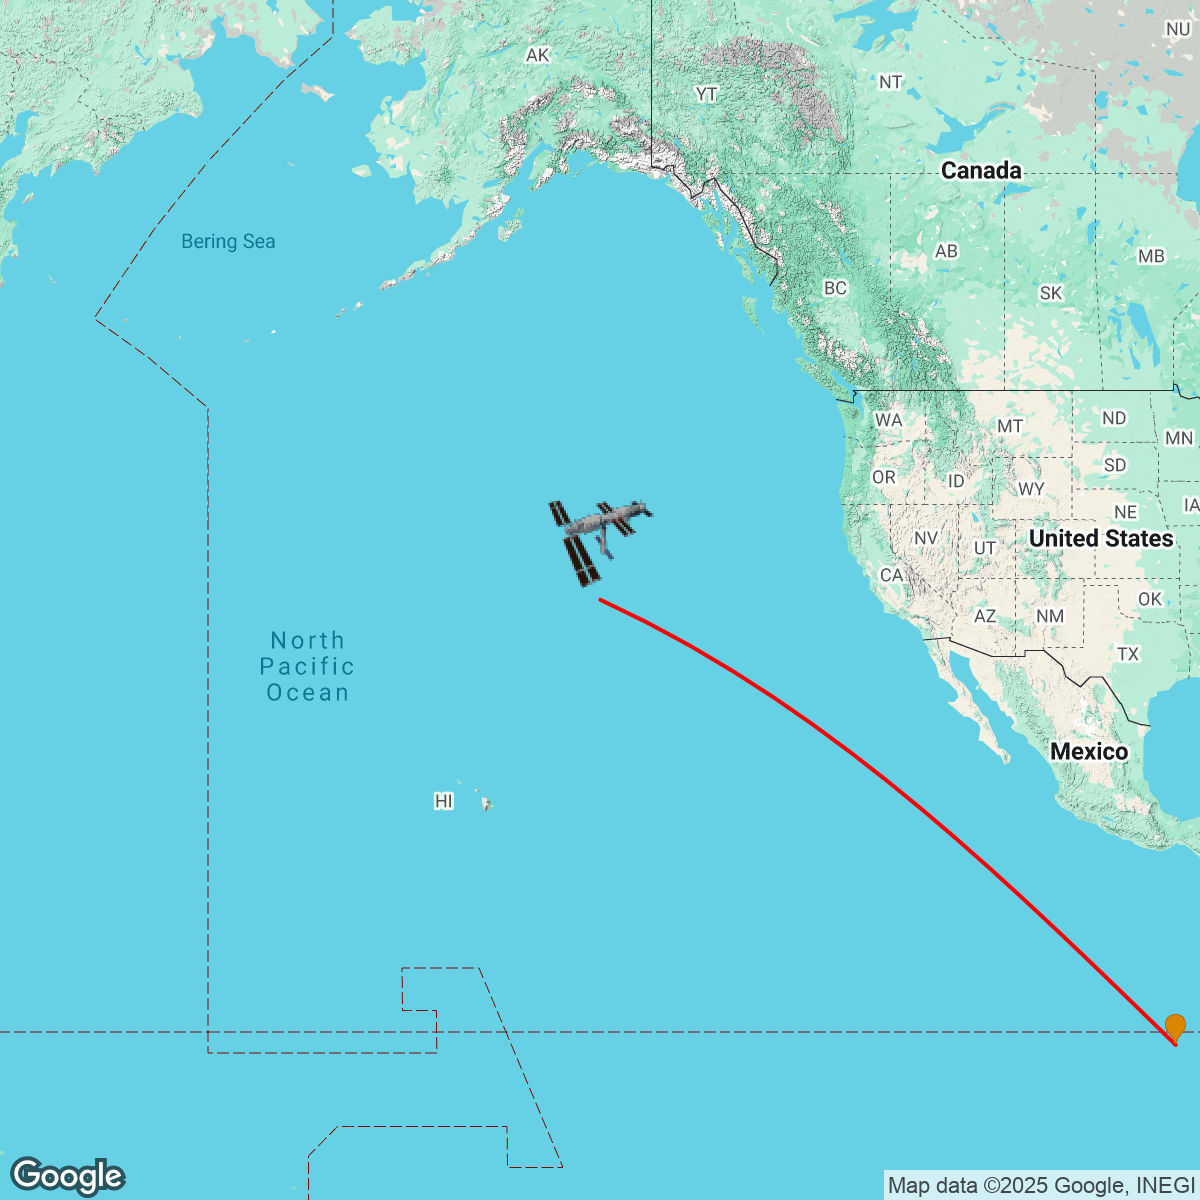 NU
AK
NT
YT
Canada
Bering Sea
AB
MB
BC
SK
WA
ND
MT
MN
SD
OR
ID
WY
IA
NE
NV
United States
UT
CA
OK
AZ
NM
North
Pacific
Ocean
TX
Mexico
HI
Google
Map data ©2025 Google, INEGI